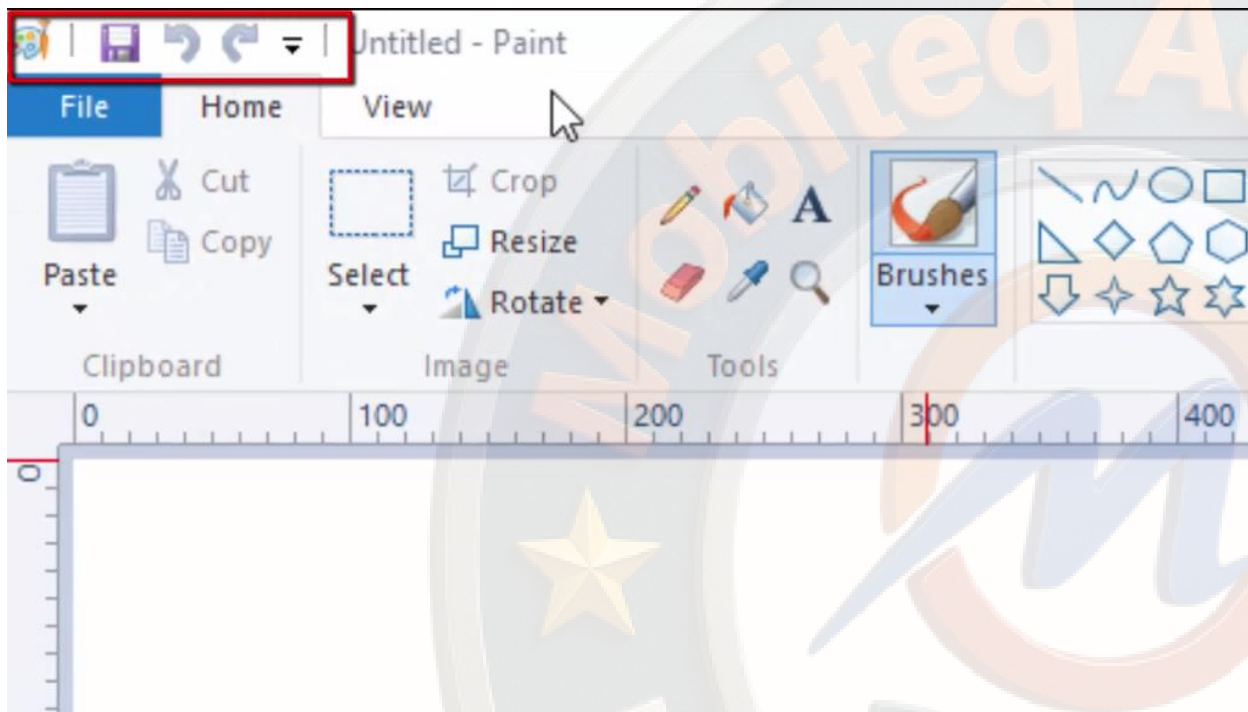 Untitled - Paint
File Home View
Paste
Cut
Copy
Select
Crop
Resize
Rotate
Brushes
Clipboard
Image
Tools
0 100 200 300 400
0
Mobiteq